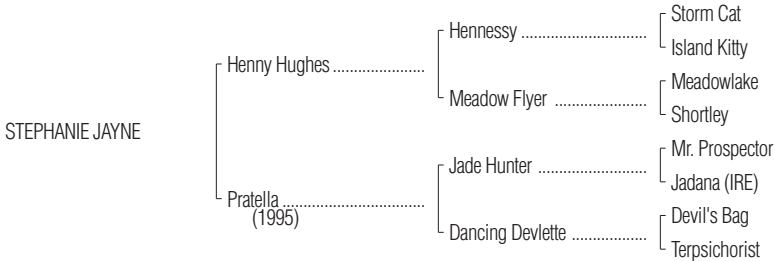 Storm Cat
Hennessy ..............................
Island Kitty
Henny Hughes ......................
Meadowlake
Meadow Flyer ......................
Shortley
STEPHANIE JAYNE
Mr. Prospector
Jade Hunter ..........................
Jadana (IRE)
Pratella ..................................
(1995)
Devil's Bag
Dancing Devlette ..................
Terpsichorist